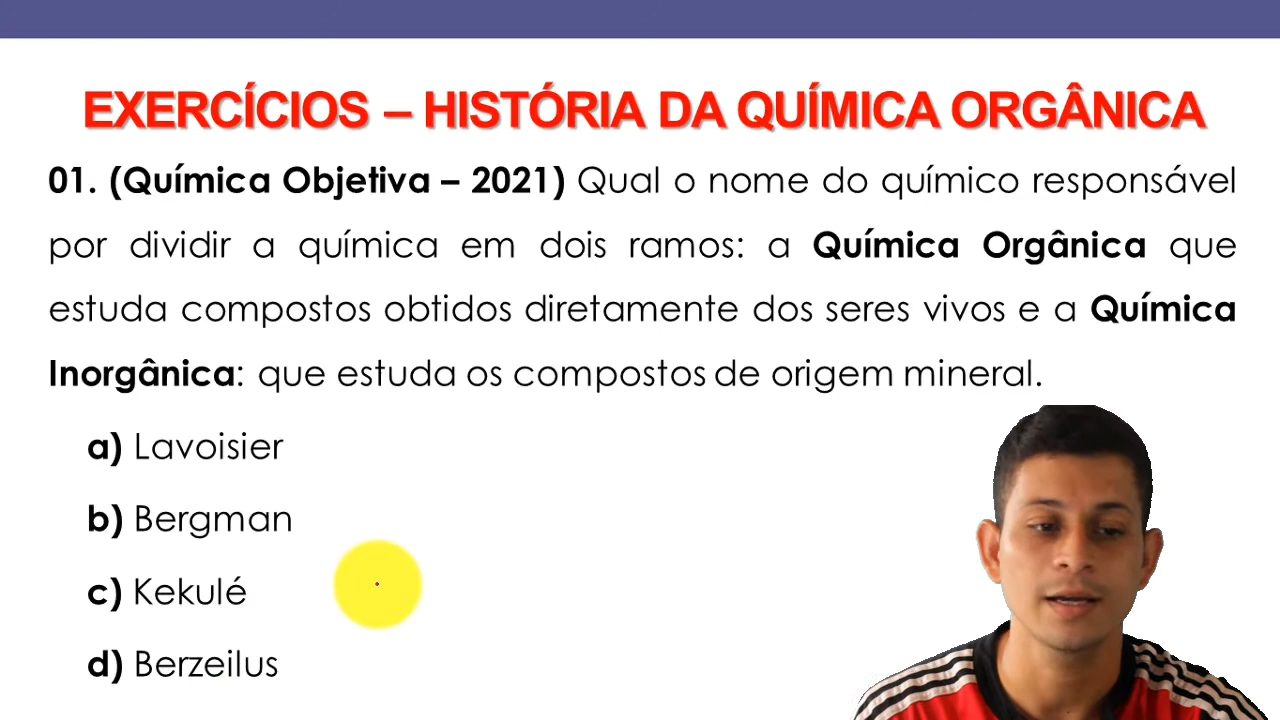 EXERCÍCIOS – HISTÓRIA DA QUÍMICA ORGÂNICA
01. (Química Objetiva – 2021) Qual o nome do químico responsável
por dividir a química em dois ramos: a Química Orgânica que
estuda compostos obtidos diretamente dos seres vivos e a Química
Inorgânica: que estuda os compostos de origem mineral.
a) Lavoisier
b) Bergman
c) Kekulé
d) Berzeilus